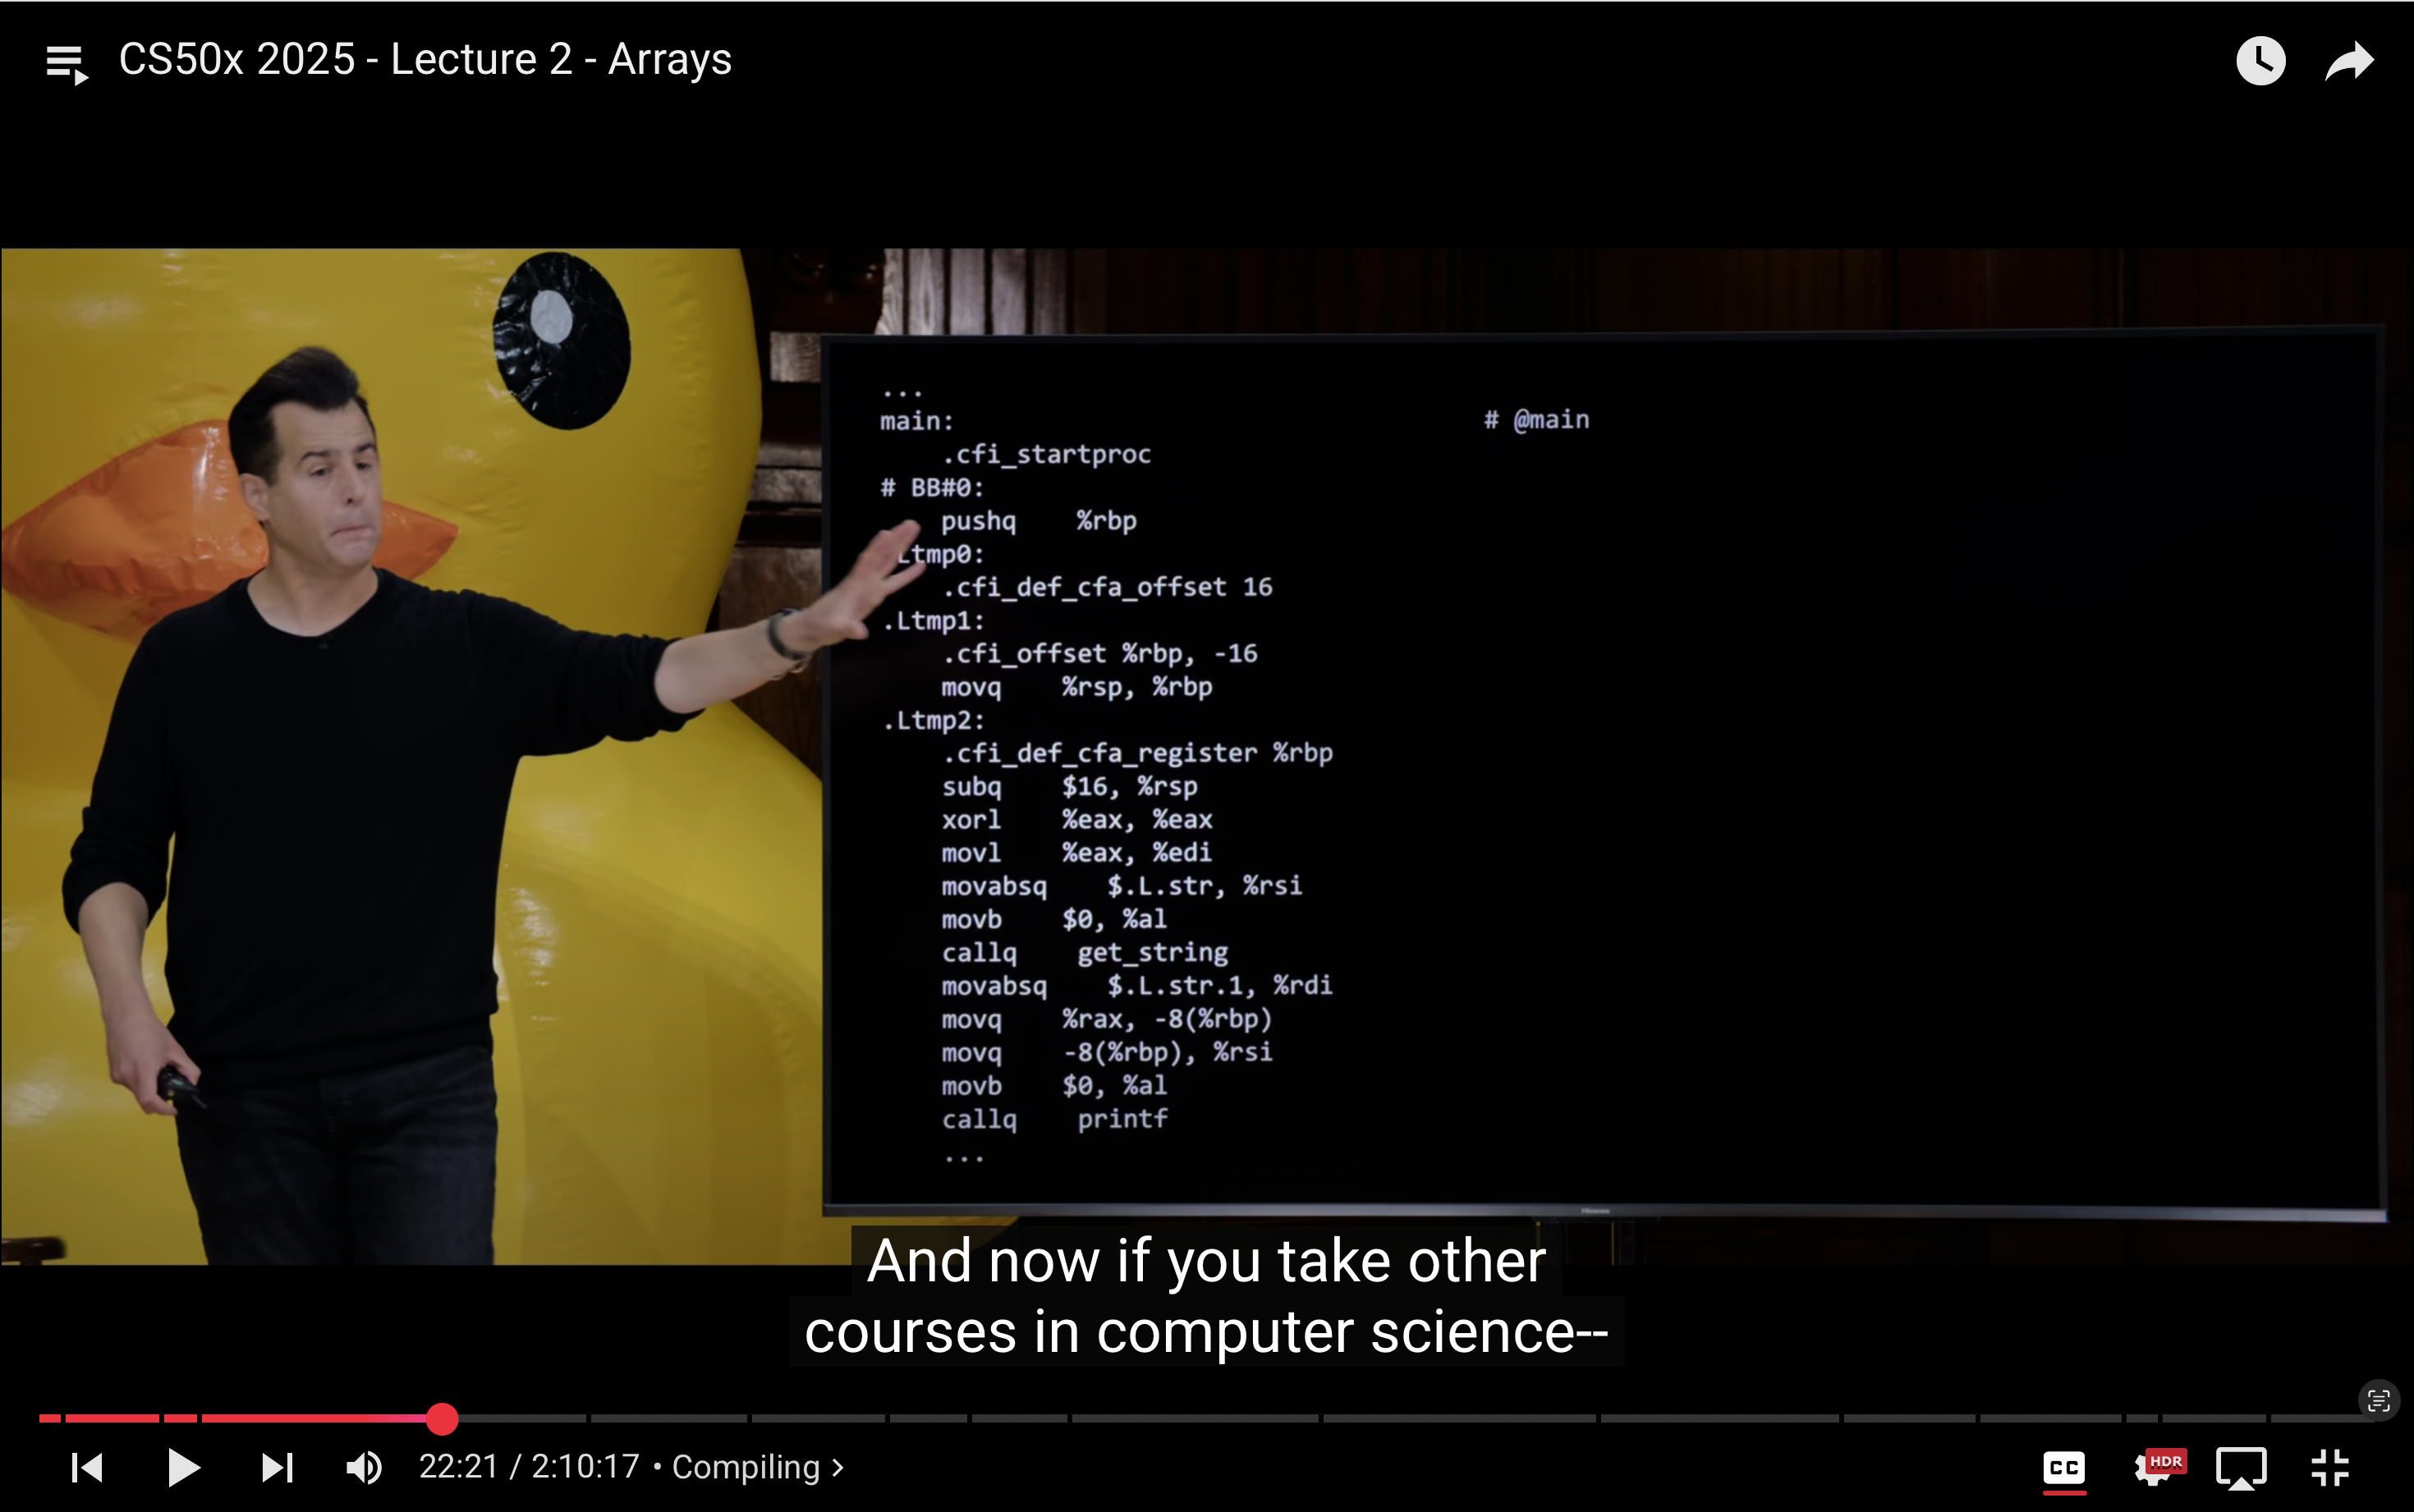 CS50x 2025 - Lecture 2 - Arrays
...
main: # @main
.cfi_startproc
# BB#0:
pushq %rbp
Ltmp0:
.cfi_def_cfa_offset 16
.Ltmp1:
.cfi_offset %rbp, -16
movq %rsp, %rbp
.Ltmp2:
.cfi_def_cfa_register %rbp
subq $16, %rsp
xorl %eax, %eax
movl %eax, %edi
movabsq $.L.str, %rsi
movb $0, %al
callq get_string
movabsq $.L.str.1, %rdi
movq %rax, -8(%rbp)
movq -8(%rbp), %rsi
movb $0, %al
callq printf
...
Hisense
And now if you take other
courses in computer science--
22:21 / 2:10:17 • Compiling >
CC
HDR